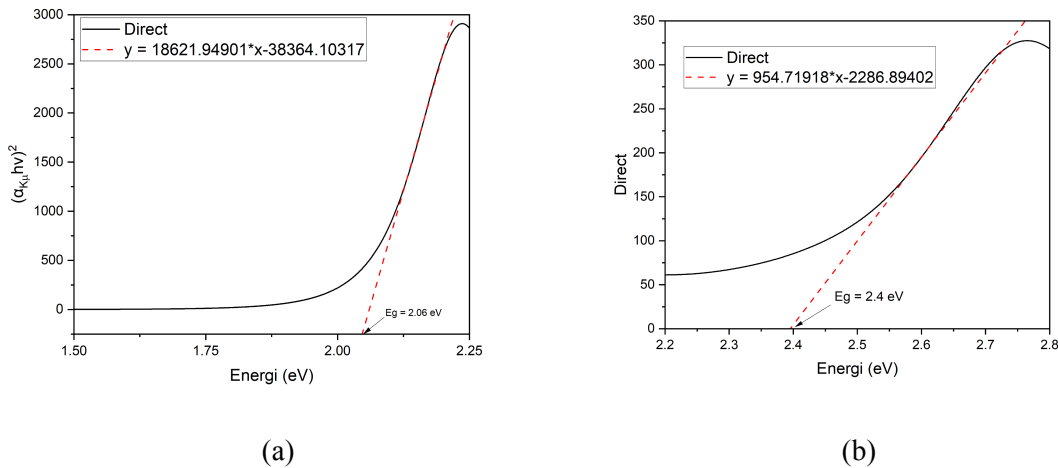 Direct
y = 18621.94901*x-38364.10317
3000
2500
2000
1500
1000
500
0
(αKμhv)²
Eg = 2.06 eV
1.50 1.75 2.00 2.25
Energi (eV)
(a)
Direct
y = 954.71918*x-2286.89402
350
300
250
200
150
100
50
0
Direct
Eg = 2.4 eV
2.2 2.3 2.4 2.5 2.6 2.7 2.8
Energi (eV)
(b)